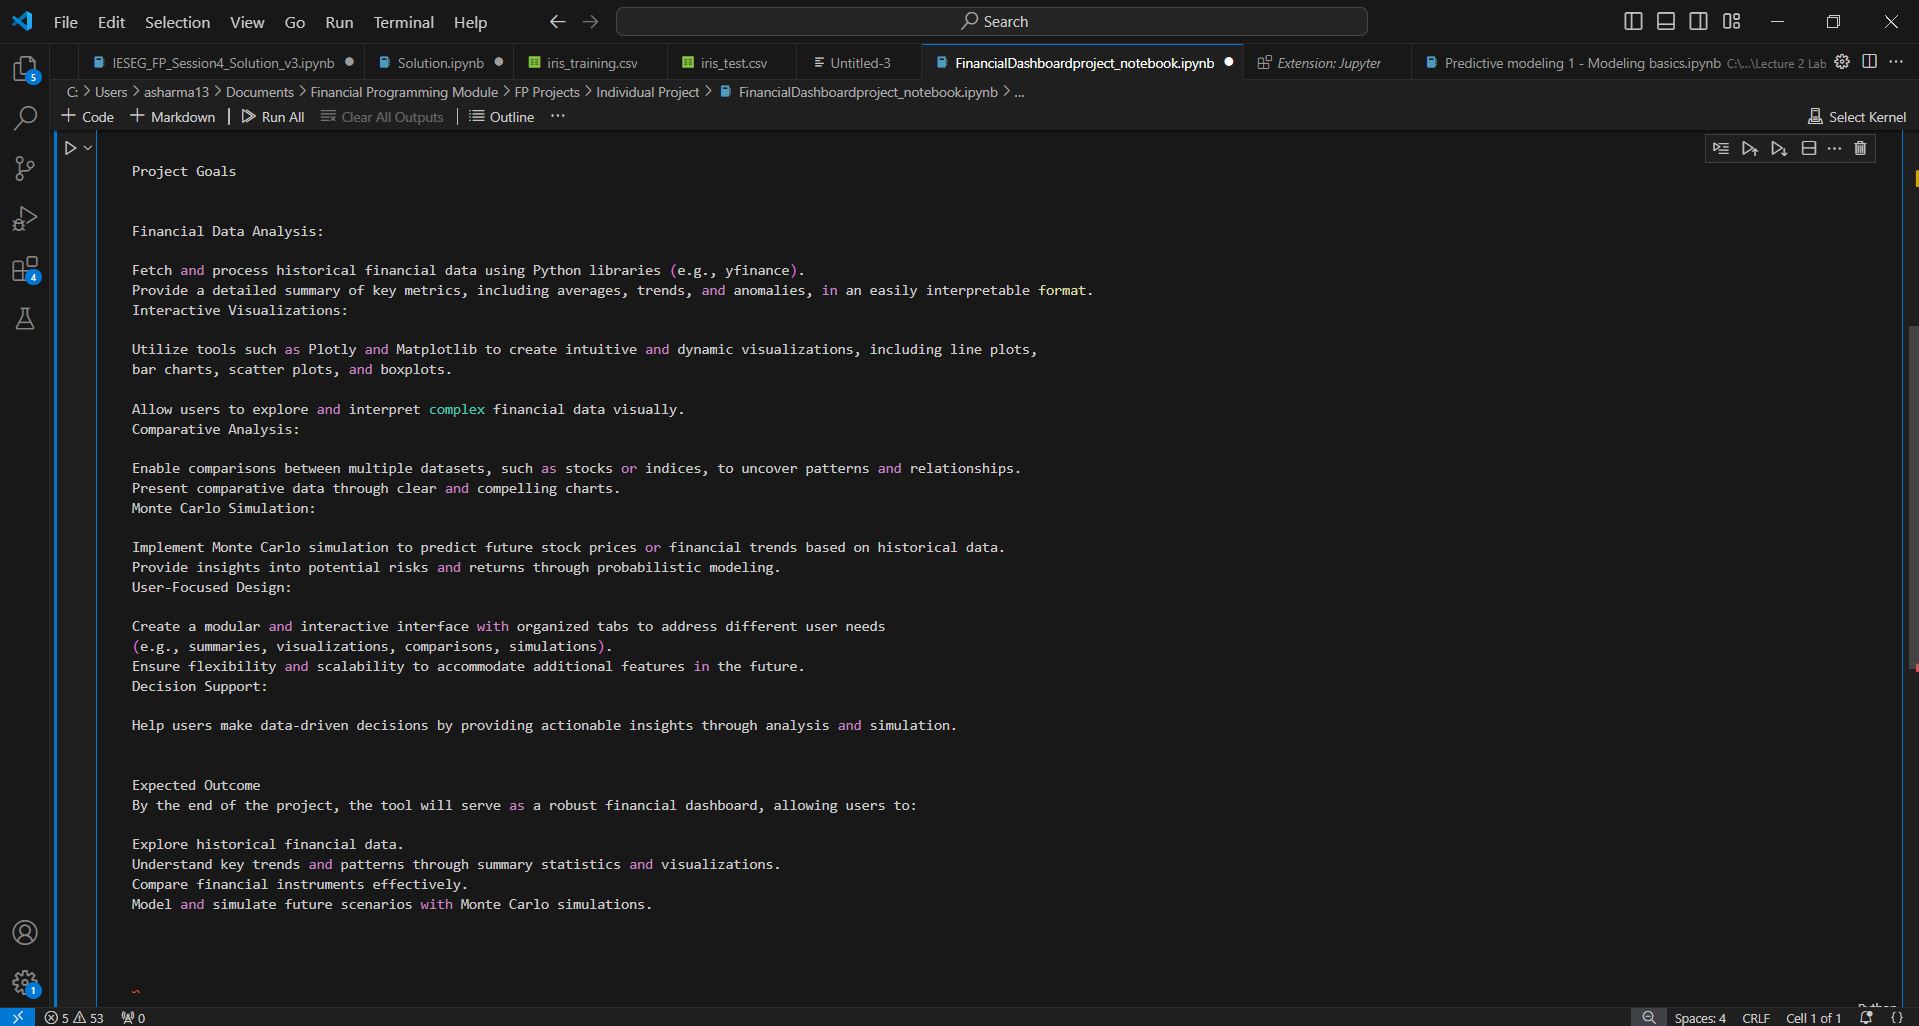 File Edit Selection View Go Run Terminal Help
Search
IESEG_FP_Session4_Solution_v3.ipynb Solution.ipynb iris_training.csv iris_test.csv Untitled-3 FinancialDashboardproject_notebook.ipynb Extension: Jupyter Predictive modeling 1 - Modeling basics.ipynb C:\...\Lecture 2 Lab
C: > Users > asharma13 > Documents > Financial Programming Module > FP Projects > Individual Project > FinancialDashboardproject_notebook.ipynb > ...
+ Code + Markdown | Run All Clear All Outputs | Outline ...
Select Kernel
5
4
Project Goals
Financial Data Analysis:
Fetch and process historical financial data using Python libraries (e.g., yfinance).
Provide a detailed summary of key metrics, including averages, trends, and anomalies, in an easily interpretable format.
Interactive Visualizations:
Utilize tools such as Plotly and Matplotlib to create intuitive and dynamic visualizations, including line plots,
bar charts, scatter plots, and boxplots.
Allow users to explore and interpret complex financial data visually.
Comparative Analysis:
Enable comparisons between multiple datasets, such as stocks or indices, to uncover patterns and relationships.
Present comparative data through clear and compelling charts.
Monte Carlo Simulation:
Implement Monte Carlo simulation to predict future stock prices or financial trends based on historical data.
Provide insights into potential risks and returns through probabilistic modeling.
User-Focused Design:
Create a modular and interactive interface with organized tabs to address different user needs
(e.g., summaries, visualizations, comparisons, simulations).
Ensure flexibility and scalability to accommodate additional features in the future.
Decision Support:
Help users make data-driven decisions by providing actionable insights through analysis and simulation.
Expected Outcome
By the end of the project, the tool will serve as a robust financial dashboard, allowing users to:
Explore historical financial data.
Understand key trends and patterns through summary statistics and visualizations.
Compare financial instruments effectively.
Model and simulate future scenarios with Monte Carlo simulations.
1
5 53 0
Spaces: 4 CRLF Cell 1 of 1 {}